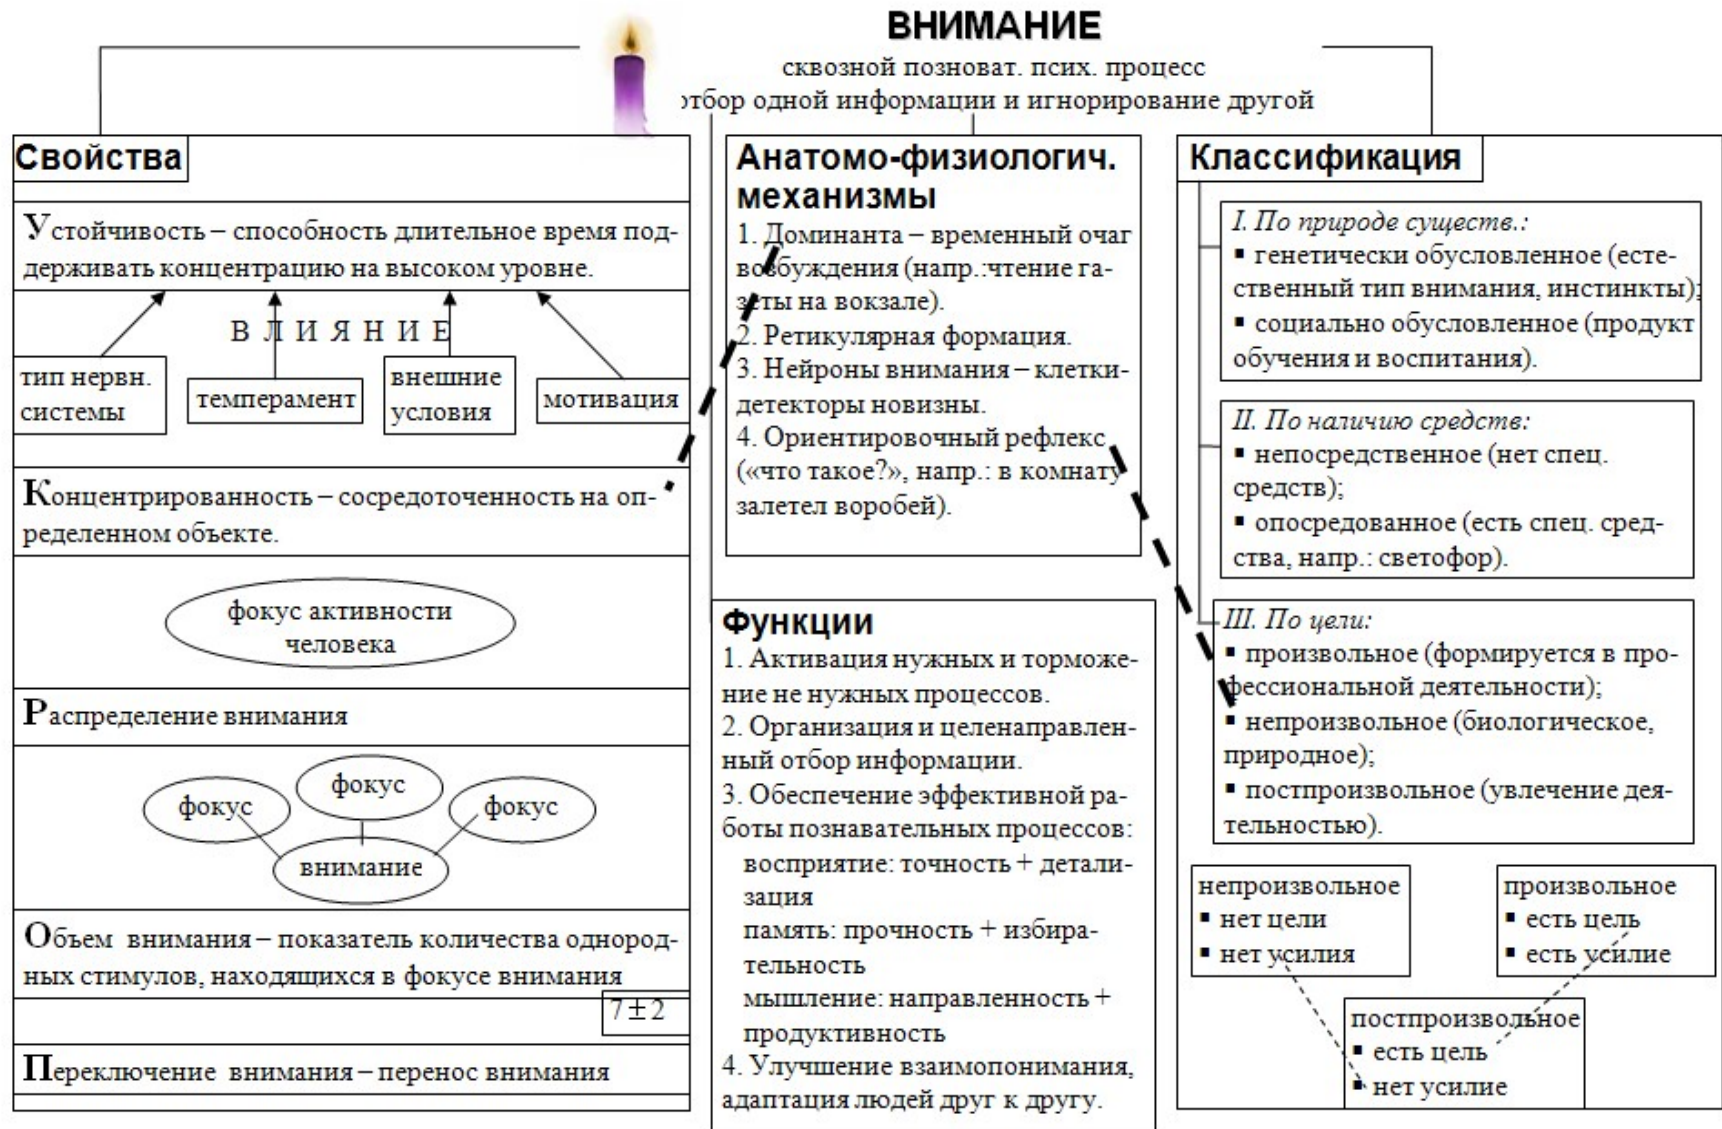 ВНИМАНИЕ
сквозной позноват. псих. процесс
отбор одной информации и игнорирование другой
Свойства
Устойчивость – способность длительное время под-
держивать концентрацию на высоком уровне.
В Л И Я Н И Е
тип нервн.
системы
темперамент
внешние
условия
мотивация
Концентрированность – сосредоточенность на оп-
ределенном объекте.
фокус активности
человека
Распределение внимания
фокус
фокус
фокус
внимание
Объем внимания – показатель количества однород-
ных стимулов, находящихся в фокусе внимания
7 ± 2
Переключение внимания – перенос внимания
Анатомо-физиологич.
механизмы
1. Доминанта – временный очаг
возбуждения (напр.:чтение га-
зеты на вокзале).
2. Ретикулярная формация.
3. Нейроны внимания – клетки-
детекторы новизны.
4. Ориентировочный рефлекс
(«что такое?», напр.: в комнату
залетел воробей).
Функции
1. Активация нужных и торможе-
ние не нужных процессов.
2. Организация и целенаправлен-
ный отбор информации.
3. Обеспечение эффективной ра-
боты познавательных процессов:
восприятие: точность + детали-
зация
память: прочность + избира-
тельность
мышление: направленность +
продуктивность
4. Улучшение взаимопонимания,
адаптация людей друг к другу.
Классификация
I. По природе существ.:
▪ генетически обусловленное (есте-
ственный тип внимания, инстинкты);
▪ социально обусловленное (продукт
обучения и воспитания).
II. По наличию средств:
▪ непосредственное (нет спец.
средств);
▪ опосредованное (есть спец. сред-
ства, напр.: светофор).
III. По цели:
▪ произвольное (формируется в про-
фессиональной деятельности);
▪ непроизвольное (биологическое,
природное);
▪ постпроизвольное (увлечение дея-
тельностью).
непроизвольное
▪ нет цели
▪ нет усилия
произвольное
▪ есть цель
▪ есть усилие
постпроизвольное
▪ есть цель
▪ нет усилие